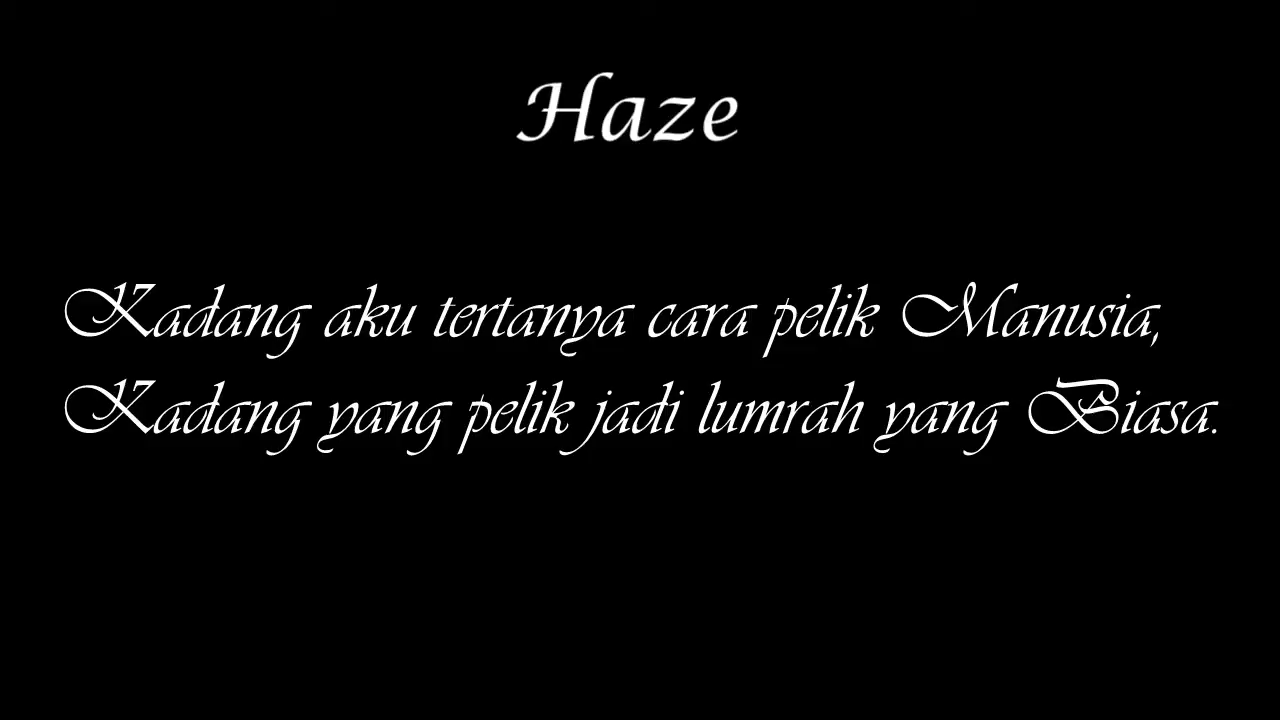 Haze
Kadang aku tertanya cara pelik Manusia,
Kadang yang pelik jadi lumrah yang Biasa.